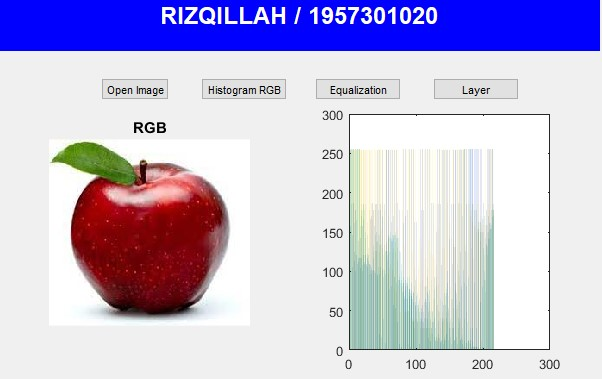 RIZQILLAH / 1957301020
Open Image
Histogram RGB
Equalization
Layer
RGB
300
250
200
150
100
50
0
0
100
200
300